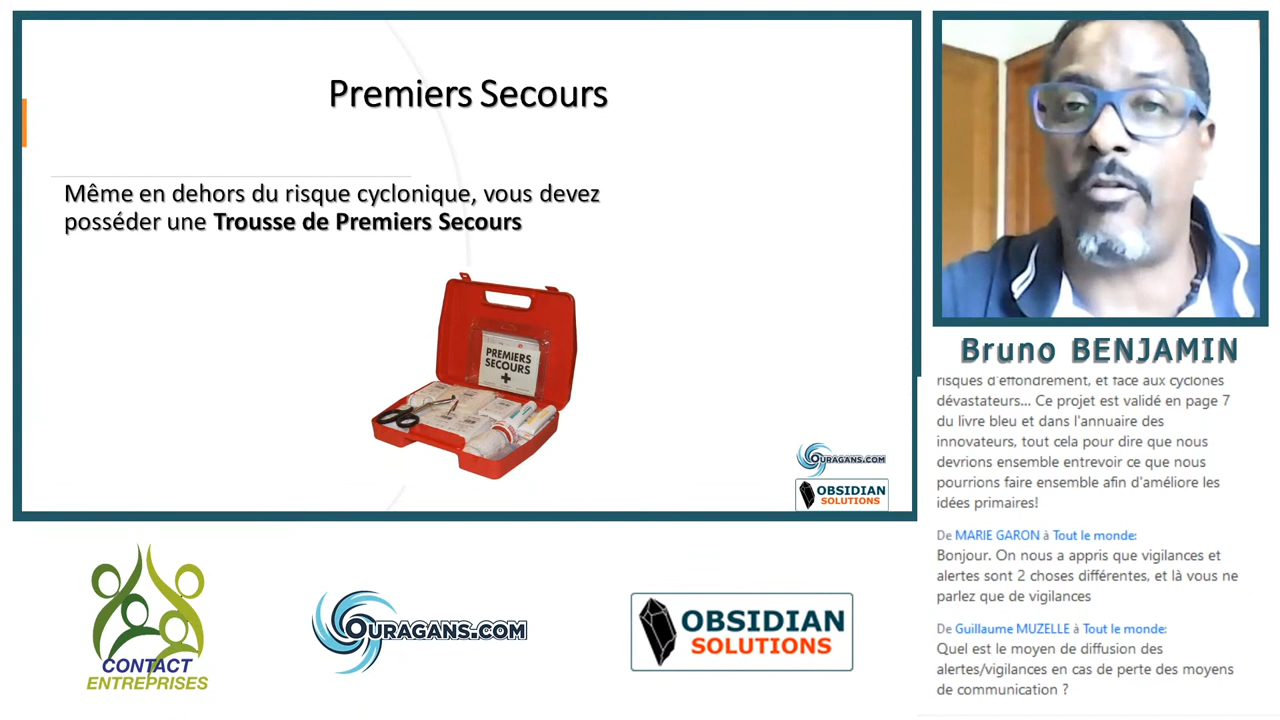 Premiers Secours
Même en dehors du risque cyclonique, vous devez
posséder une Trousse de Premiers Secours
PREMIERS
SECOURS
OURAGANS.COM
OBSIDIAN
SOLUTIONS
Bruno BENJAMIN
risques d'effondrement, et face aux cyclones
dévastateurs... Ce projet est validé en page 7
du livre bleu et dans l'annuaire des
innovateurs, tout cela pour dire que nous
devrions ensemble entrevoir ce que nous
pourrions faire ensemble afin d'améliore les
idées primaires!
De MARIE GARON à Tout le monde:
Bonjour. On nous a appris que vigilances et
alertes sont 2 choses différentes, et là vous ne
parlez que de vigilances
De Guillaume MUZELLE à Tout le monde:
Quel est le moyen de diffusion des
alertes/vigilances en cas de perte des moyens
de communication ?
CONTACT
ENTREPRISES
OURAGANS.COM
OBSIDIAN
SOLUTIONS